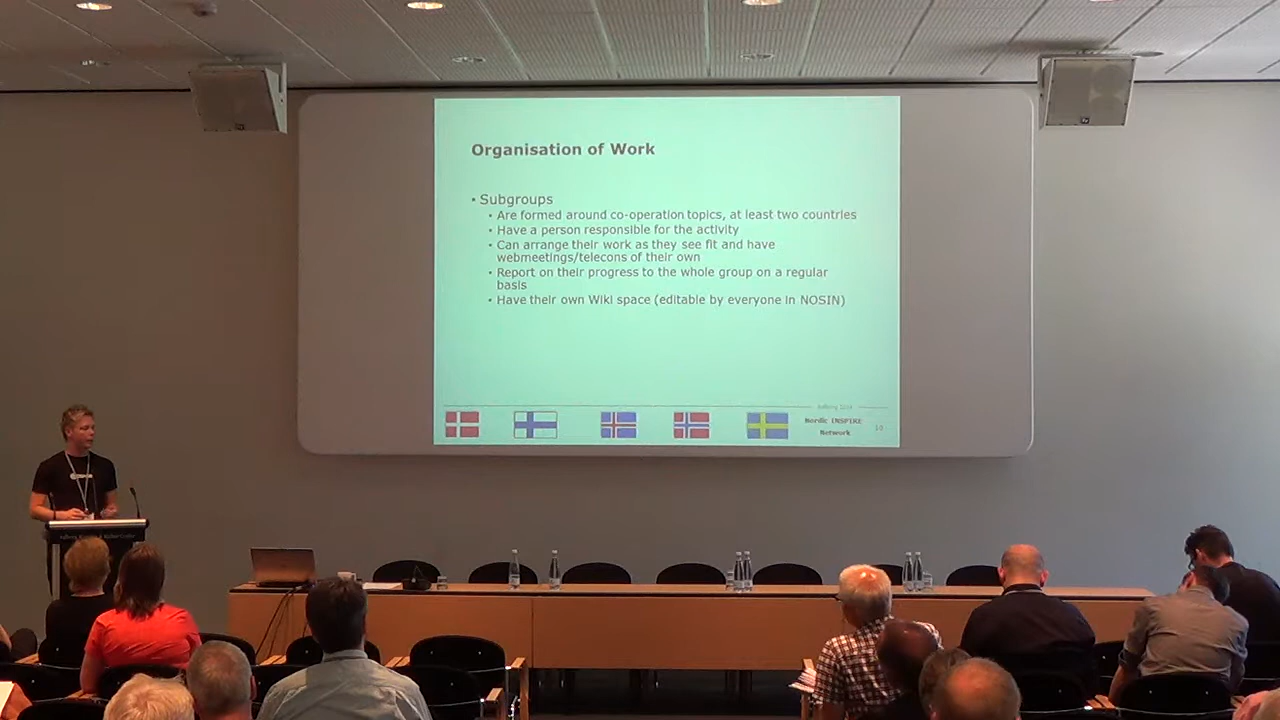 Organisation of Work
• Subgroups
• Are formed around co-operation topics, at least two countries
• Have a person responsible for the activity
• Can arrange their work as they see fit and have
webmeetings/telecons of their own
• Report on their progress to the whole group on a regular
basis
• Have their own Wiki space (editable by everyone in NOSIN)
Nordic INSPIRE
Network
10